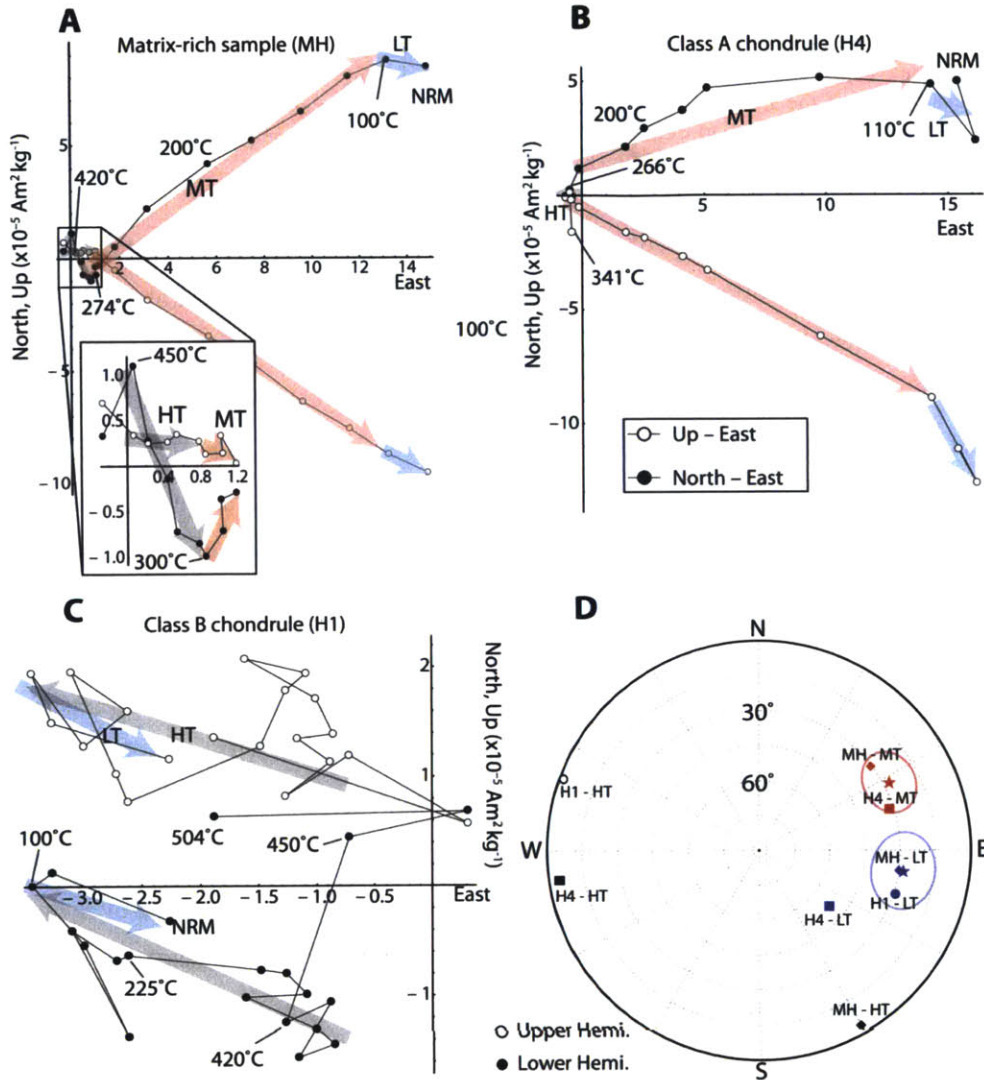 A
Matrix-rich sample (MH)
LT
NRM
100˚C
5
200˚C
MT
420˚C
2 4 6 8 10 12 14
East
274˚C
North, Up (x10⁻⁵ Am² kg⁻¹)
– 5
– 10
450˚C
1.0
HT
MT
0.5
0.4 0.8 1.2
– 0.5
– 1.0
300˚C
100˚C
B
Class A chondrule (H4)
NRM
5
200˚C
MT
110˚C
LT
266˚C
HT
5 10 15
East
341˚C
North, Up (x10⁻⁵ Am² kg⁻¹)
–5
–10
Up – East
North – East
C
Class B chondrule (H1)
2
North, Up (x10⁻⁵ Am² kg⁻¹)
LT
HT
1
504˚C
450˚C
100˚C
East
– 3.0 –2.5 –2.0 –1.5 –1.0 –0.5
NRM
225˚C
– 1
420˚C
D
N
30˚
60˚
MH – MT
H4 – MT
H1 – HT
W
E
MH – LT
H4 – HT
H1 – LT
H4 – LT
MH – HT
S
Upper Hemi.
Lower Hemi.